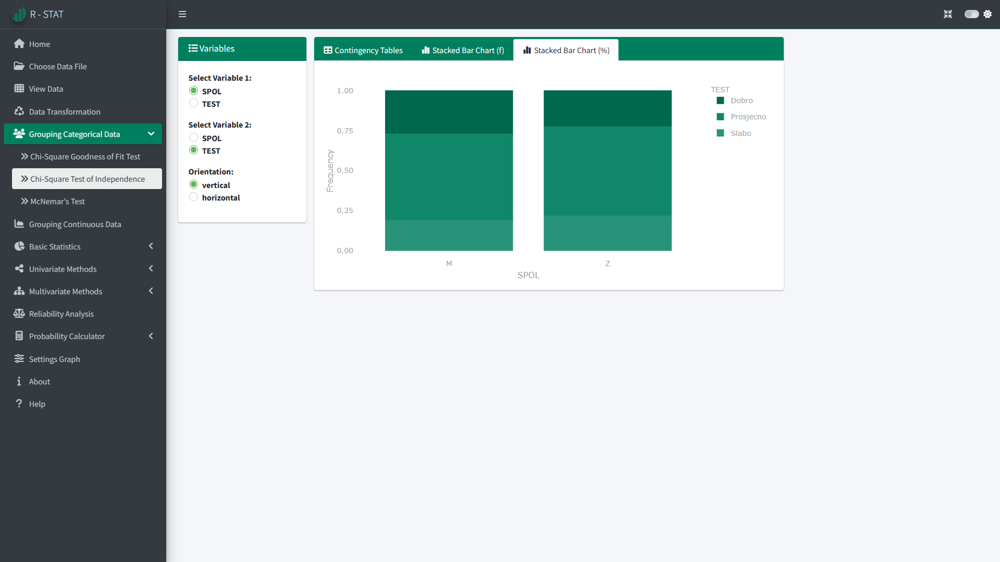 R - STAT
Home
Choose Data File
View Data
Data Transformation
Grouping Categorical Data
Chi-Square Goodness of Fit Test
Chi-Square Test of Independence
McNemar’s Test
Grouping Continuous Data
Basic Statistics
Univariate Methods
Multivariate Methods
Reliability Analysis
Probability Calculator
Settings Graph
About
Help
Variables
Select Variable 1:
SPOL
TEST
Select Variable 2:
SPOL
TEST
Orientation:
vertical
horizontal
Contingency Tables
Stacked Bar Chart (f)
Stacked Bar Chart (%)
1.00
0.75
0.50
0.25
0.00
Frequency
M
Z
SPOL
TEST
Dobro
Prosjecno
Slabo